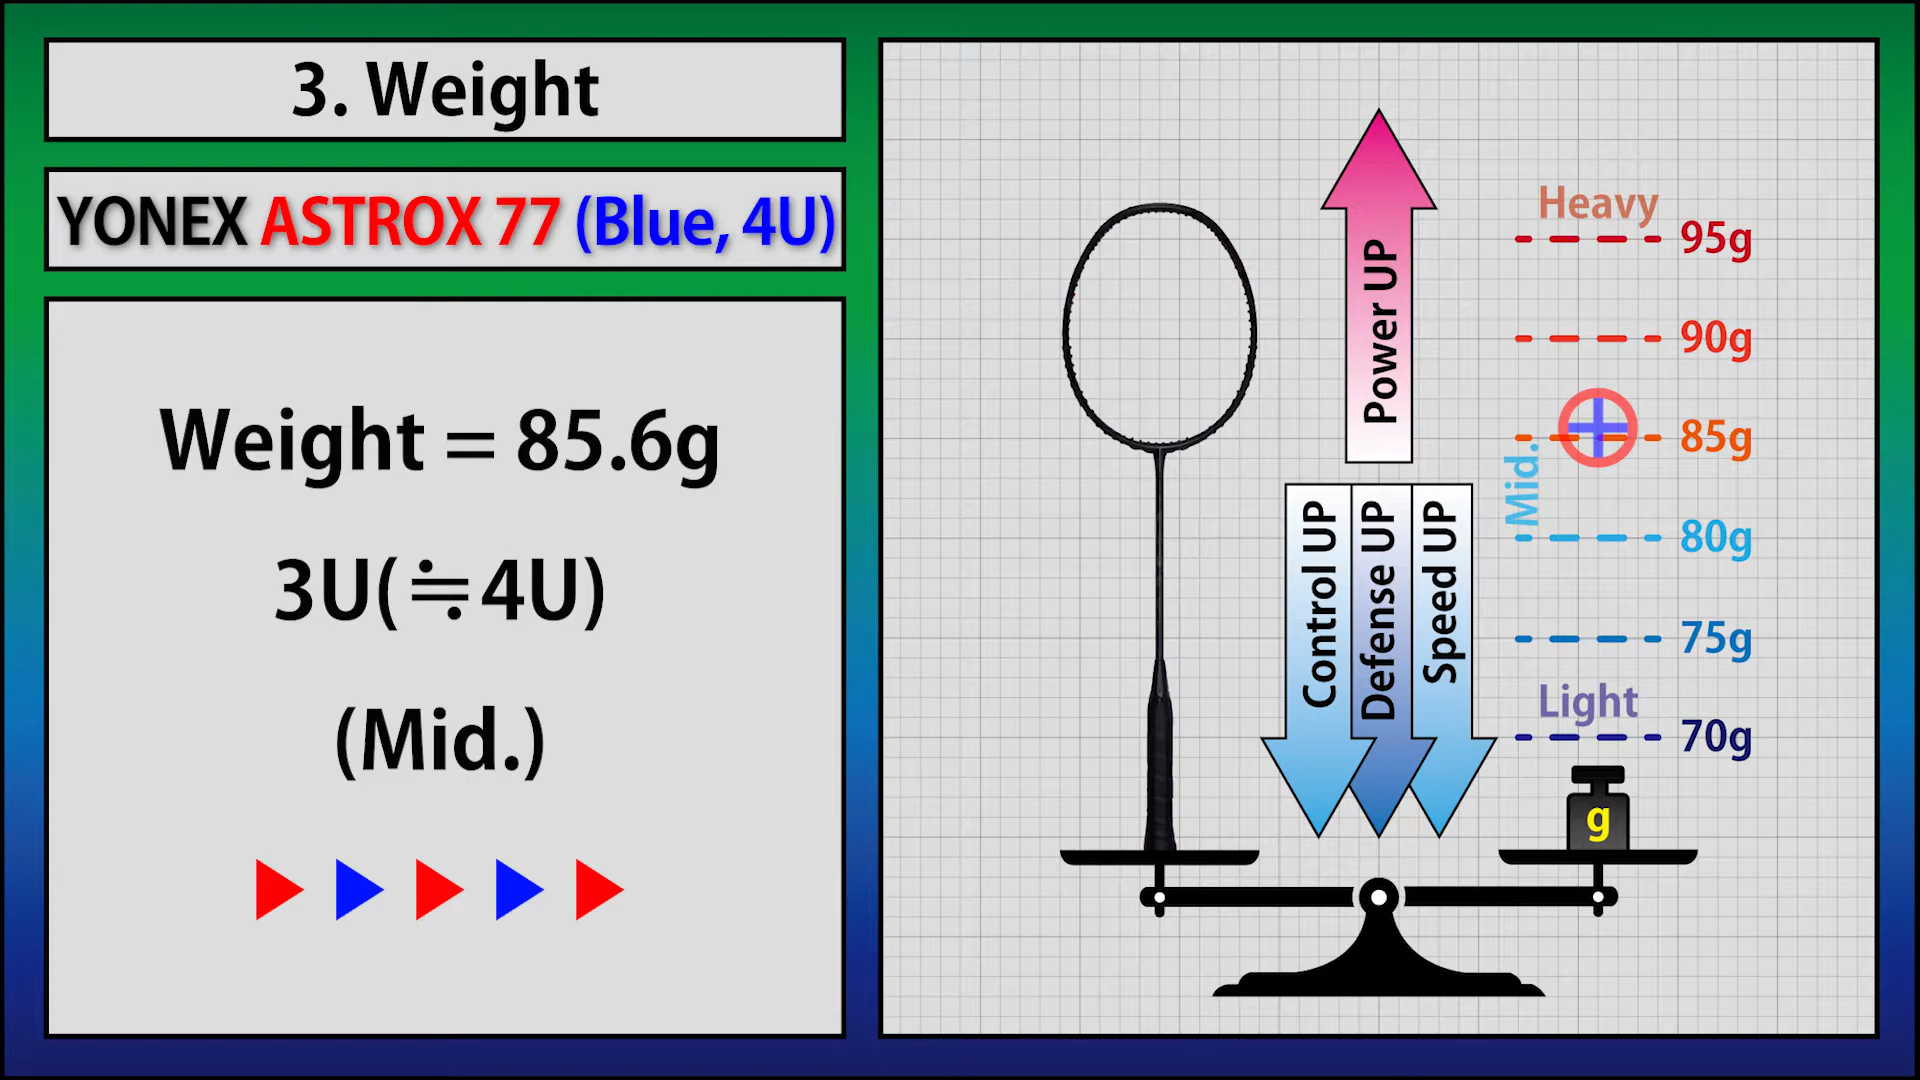 3. Weight
YONEX ASTROX 77 (Blue, 4U)
Weight = 85.6g
3U(≒4U)
(Mid.)
Power UP
Control UP
Defense UP
Speed UP
Heavy
95g
90g
85g
Mid.
80g
75g
Light
70g
g